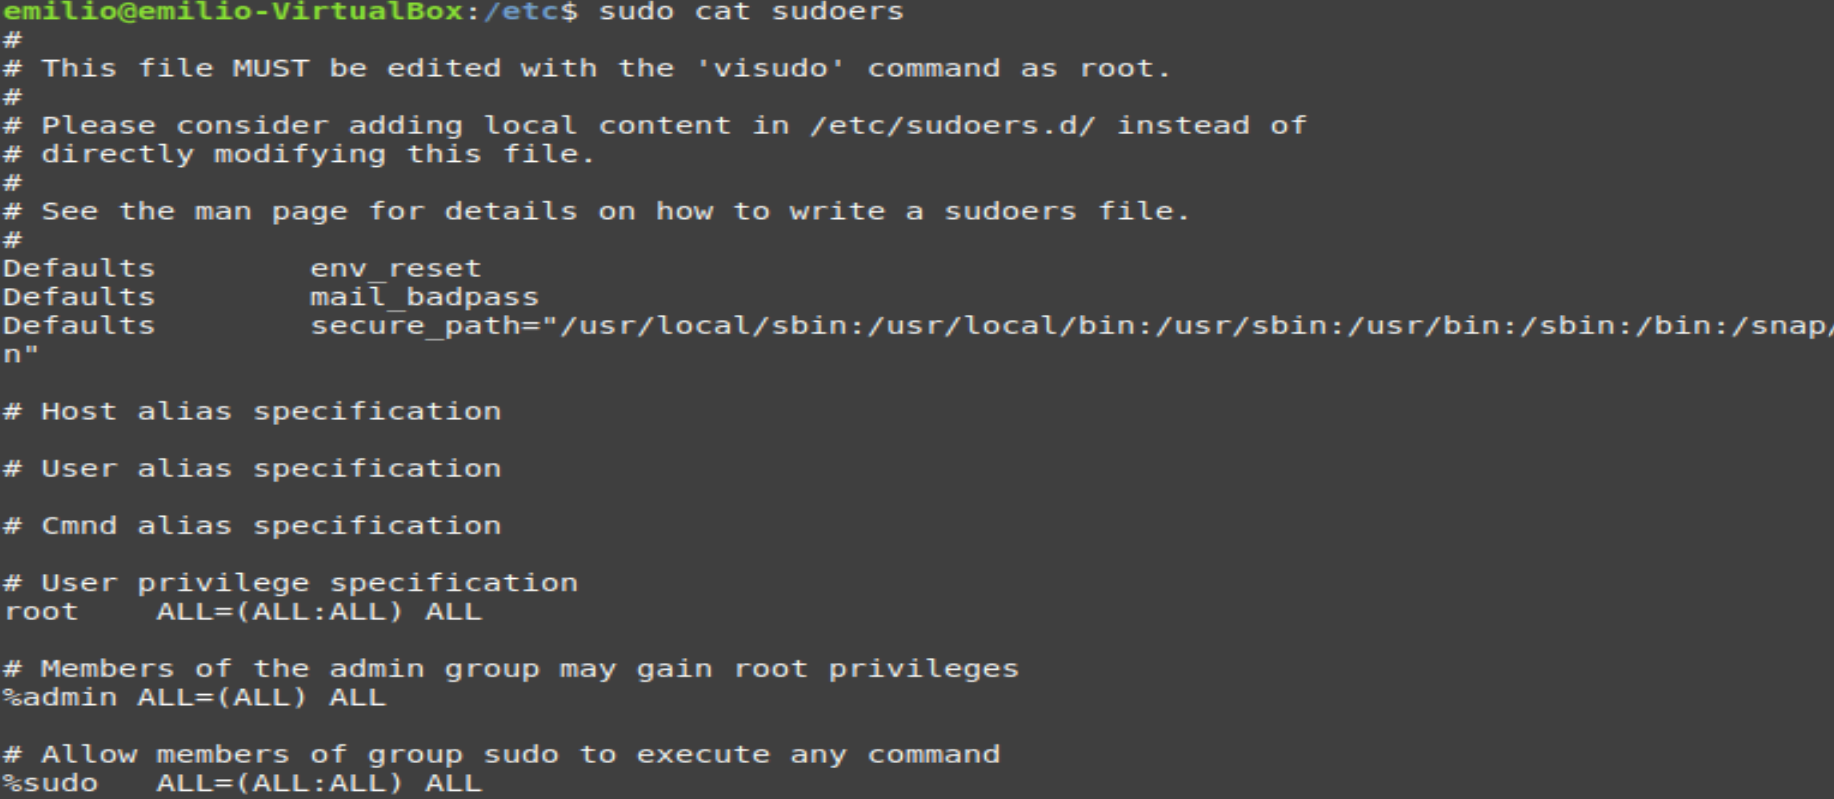 emilio@emilio-VirtualBox:/etc$ sudo cat sudoers
#
# This file MUST be edited with the 'visudo' command as root.
#
# Please consider adding local content in /etc/sudoers.d/ instead of
# directly modifying this file.
#
# See the man page for details on how to write a sudoers file.
#
Defaults        env_reset
Defaults        mail_badpass
Defaults        secure_path="/usr/local/sbin:/usr/local/bin:/usr/sbin:/usr/bin:/sbin:/bin:/snap/
n"

# Host alias specification

# User alias specification

# Cmnd alias specification

# User privilege specification
root    ALL=(ALL:ALL) ALL

# Members of the admin group may gain root privileges
%admin ALL=(ALL) ALL

# Allow members of group sudo to execute any command
%sudo   ALL=(ALL:ALL) ALL